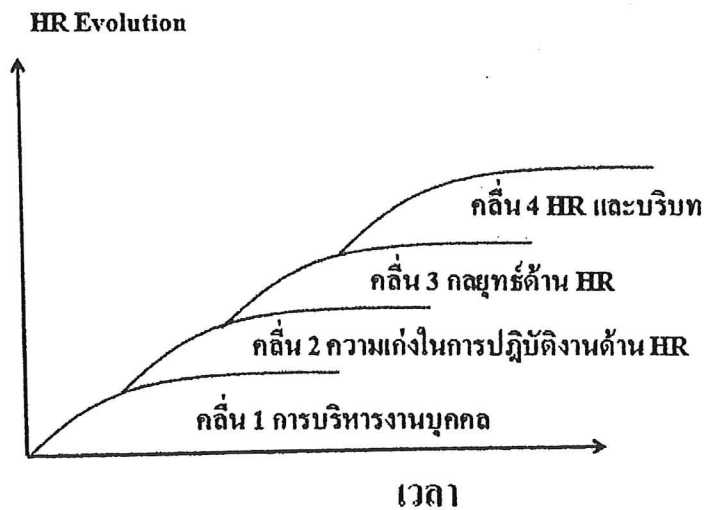 HR Evolution
คลื่น 4 HR และบริบท
คลื่น 3 กลยุทธ์ด้าน HR
คลื่น 2 ความเก่งในการปฎิบัติงานด้าน HR
คลื่น 1 การบริหารงานบุคคล
เวลา